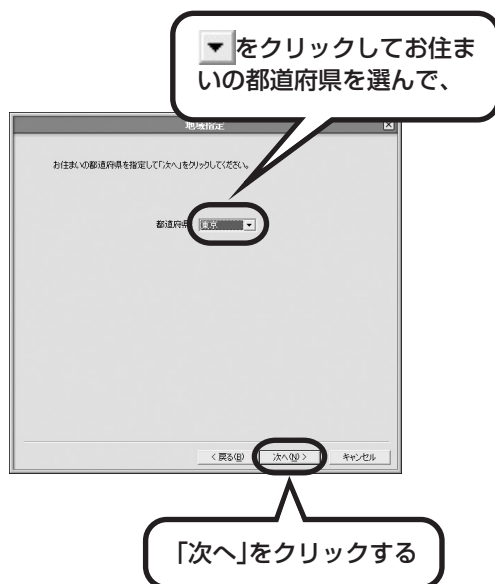 ▼をクリックしてお住ま
いの都道府県を選んで、
地域指定
お住まいの都道府県を指定して「次へ」をクリックしてください。
都道府県
東京
< 戻る(B)
次へ(N) >
キャンセル
「次へ」をクリックする